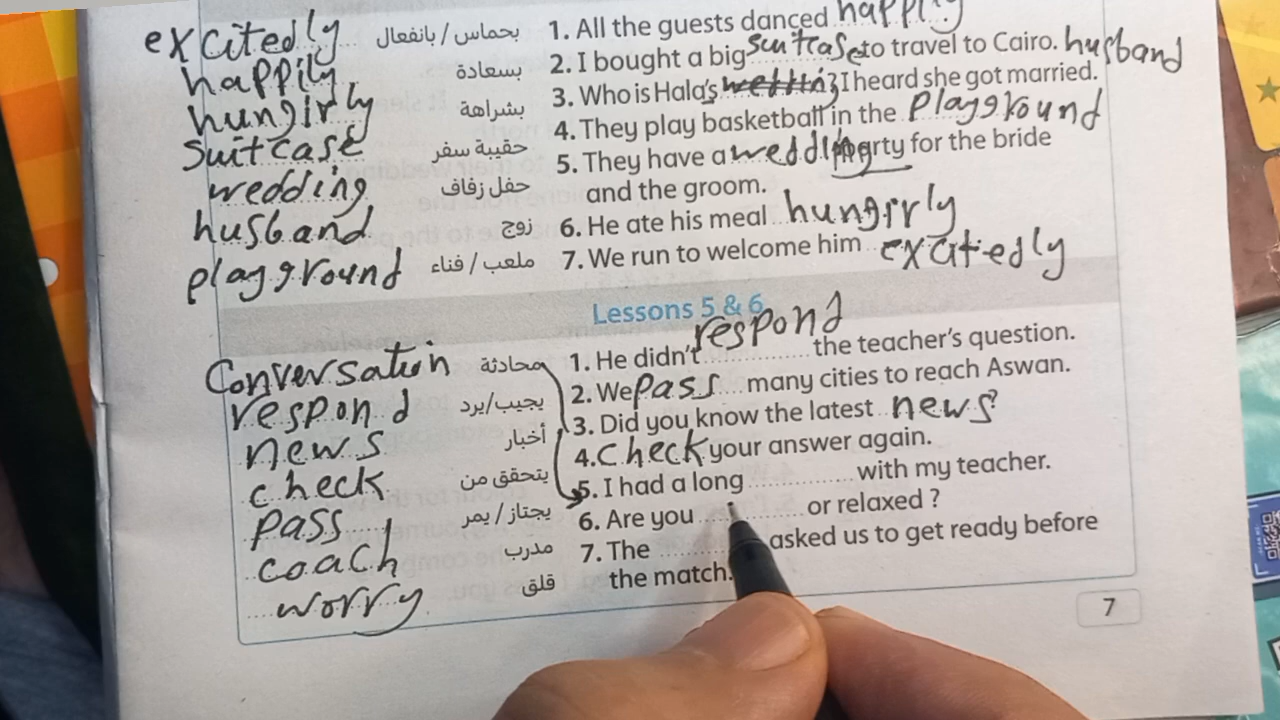 excitedly بحماس / بانفعال 1. All the guests danced happily
happily بسعادة 2. I bought a big suitcase to travel to Cairo. husband
hungirly بشراهة 3. Who is Hala's I heard she got married.
suitcase حقيبة سفر 4. They play basketball in the playground
wedding حفل زفاف 5. They have a wedding party for the bride
and the groom.
husband زوج 6. He ate his meal hungrrly
playground ملعب / فناء 7. We run to welcome him excitedly
Lessons 5 & 6
Conversation محادثة 1. He didn't respond the teacher's question.
respond يجيب/يرد 2. We pass many cities to reach Aswan.
news أخبار 3. Did you know the latest news?
check يتحقق من 4. check your answer again.
pass يجتاز / يمر 5. I had a long ............ with my teacher.
coach مدرب 6. Are you ............ or relaxed ?
worry قلق 7. The ............ asked us to get ready before
the match.
7